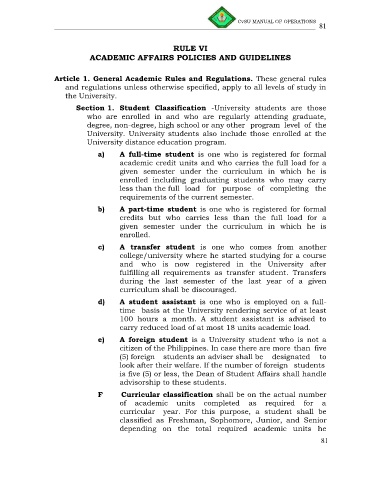 CvSU MANUAL OF OPERATIONS
81
RULE VI
ACADEMIC AFFAIRS POLICIES AND GUIDELINES
Article 1. General Academic Rules and Regulations. These general rules
and regulations unless otherwise specified, apply to all levels of study in
the University.
Section 1. Student Classification -University students are those
who are enrolled in and who are regularly attending graduate,
degree, non-degree, high school or any other program level of the
University. University students also include those enrolled at the
University distance education program.
a) A full-time student is one who is registered for formal
academic credit units and who carries the full load for a
given semester under the curriculum in which he is
enrolled including graduating students who may carry
less than the full load for purpose of completing the
requirements of the current semester.
b) A part-time student is one who is registered for formal
credits but who carries less than the full load for a
given semester under the curriculum in which he is
enrolled.
c) A transfer student is one who comes from another
college/university where he started studying for a course
and who is now registered in the University after
fulfilling all requirements as transfer student. Transfers
during the last semester of the last year of a given
curriculum shall be discouraged.
d) A student assistant is one who is employed on a full-
time basis at the University rendering service of at least
100 hours a month. A student assistant is advised to
carry reduced load of at most 18 units academic load.
e) A foreign student is a University student who is not a
citizen of the Philippines. In case there are more than five
(5) foreign students an adviser shall be designated to
look after their welfare. If the number of foreign students
is five (5) or less, the Dean of Student Affairs shall handle
advisorship to these students.
F Curricular classification shall be on the actual number
of academic units completed as required for a
curricular year. For this purpose, a student shall be
classified as Freshman, Sophomore, Junior, and Senior
depending on the total required academic units he
81